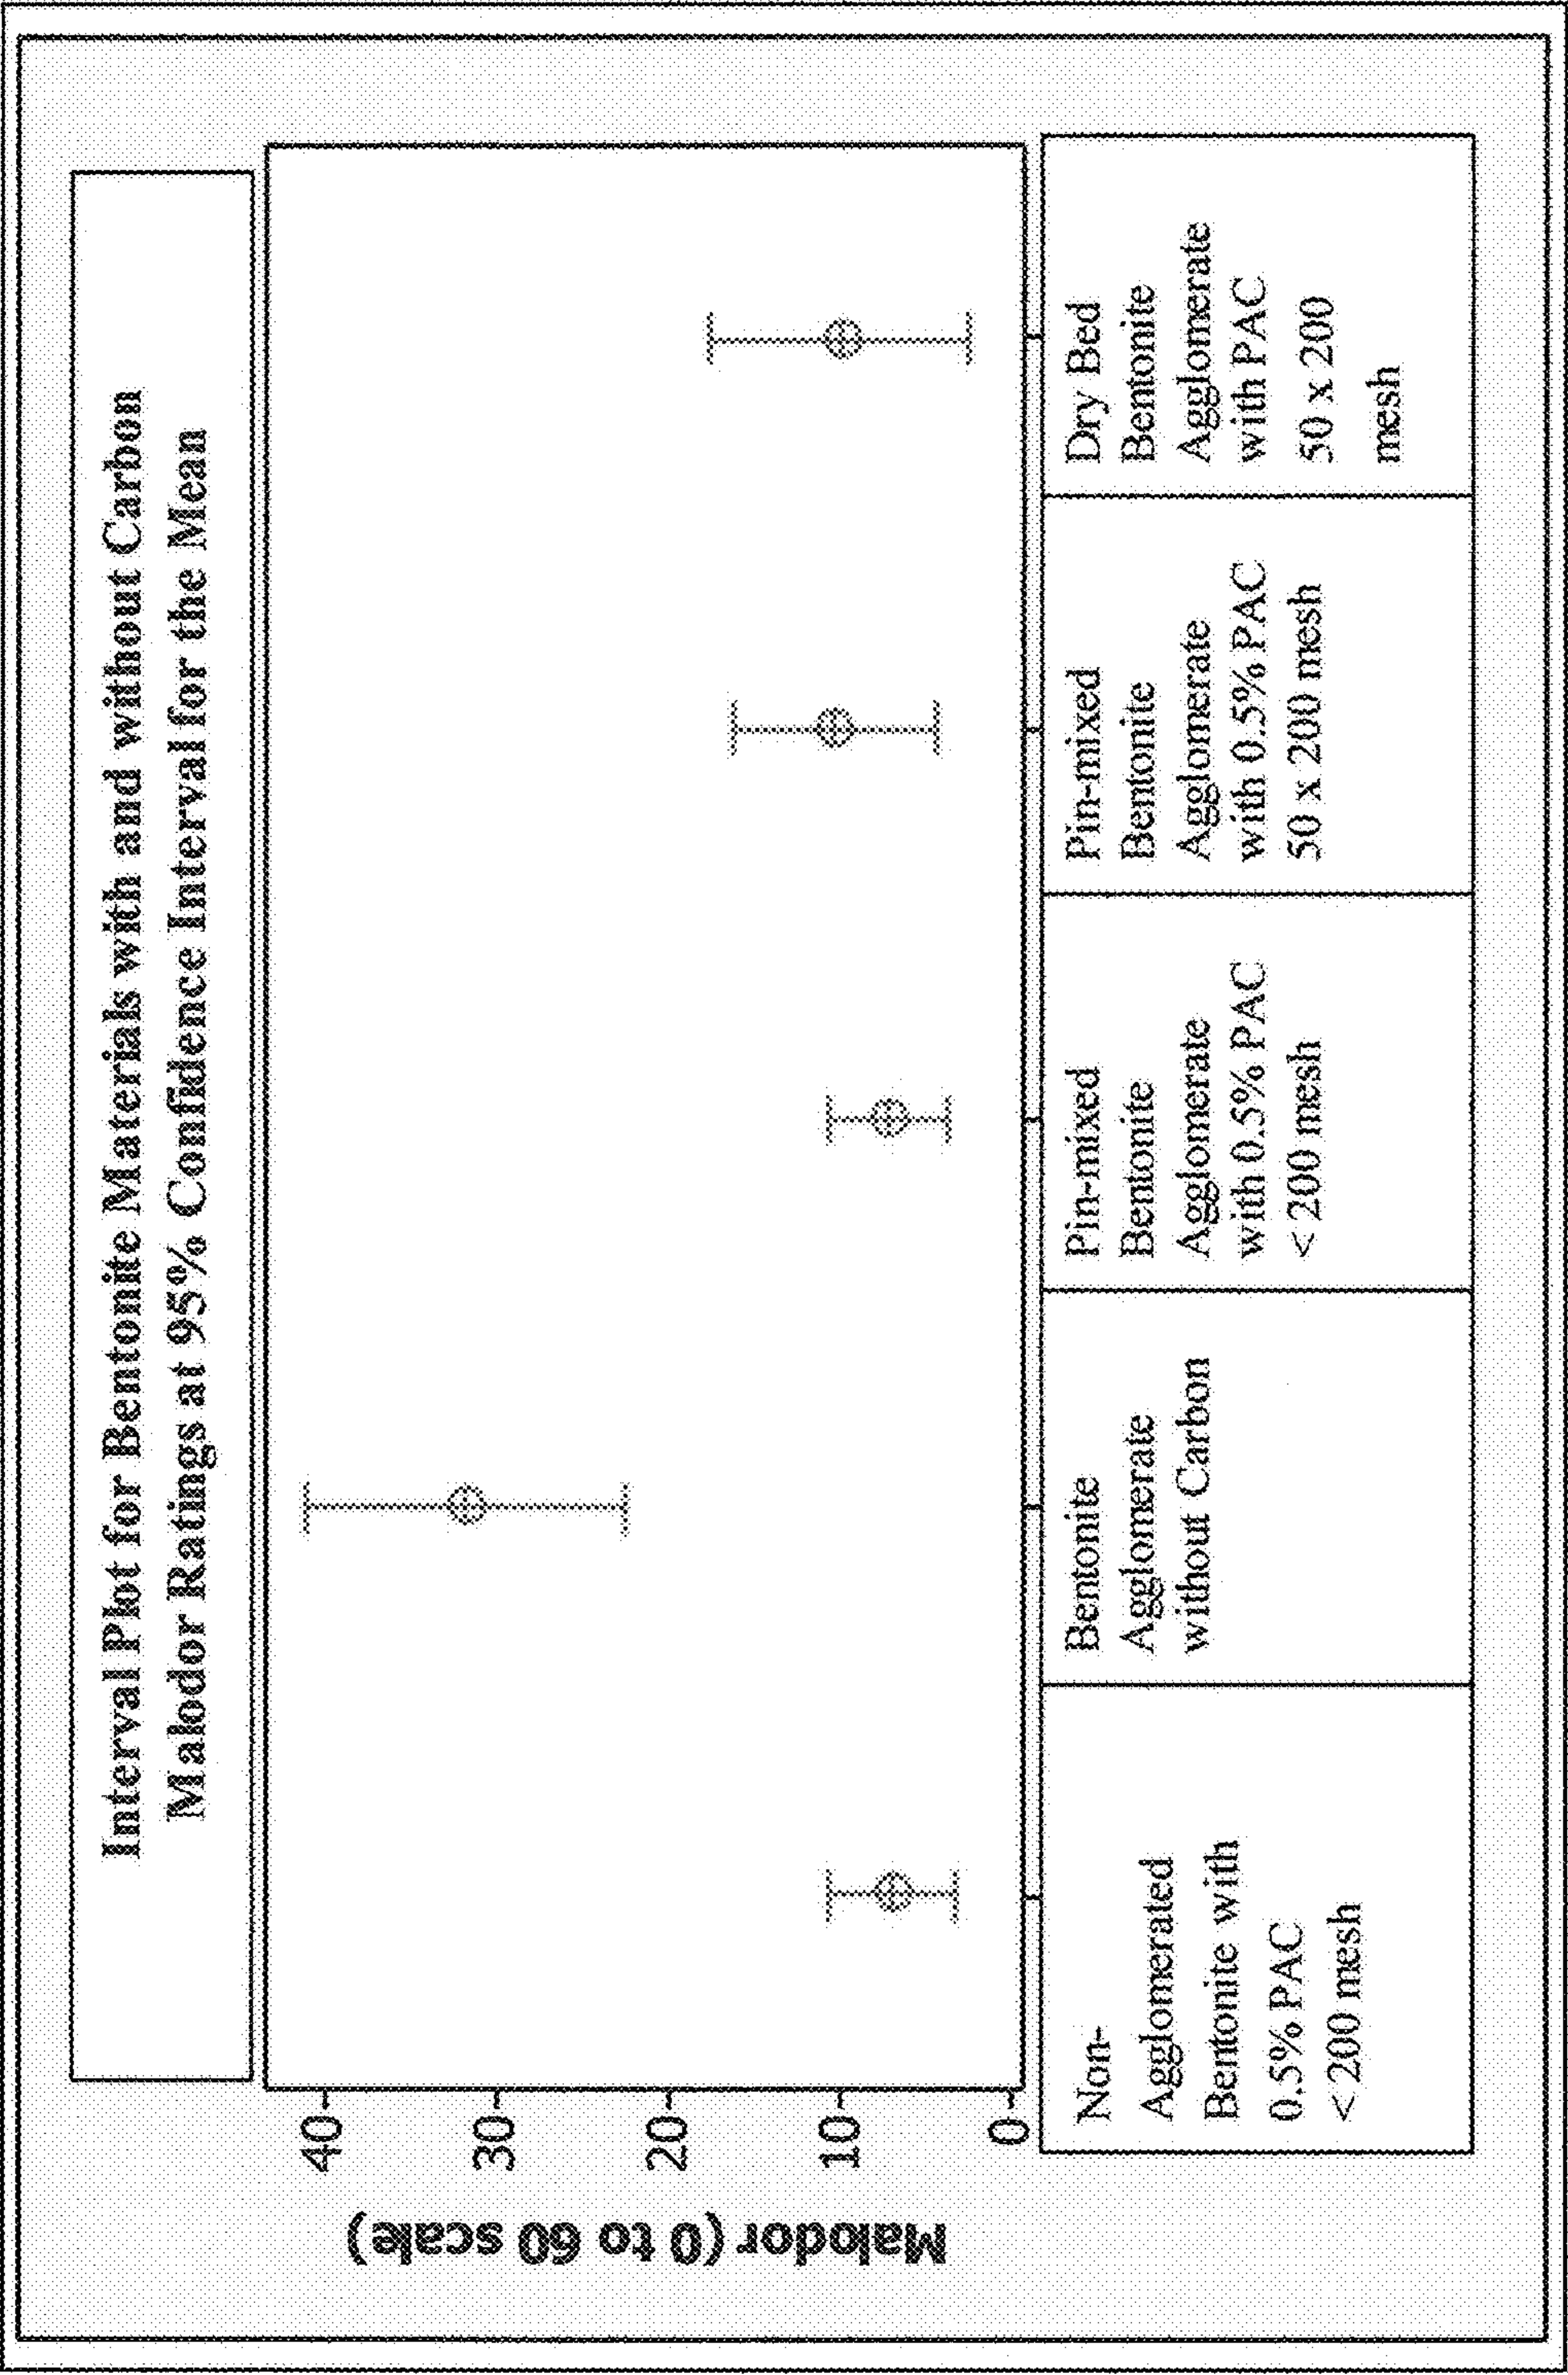 Interval Plot for Bentonite Materials with and without Carbon
Malodor Ratings at 95% Confidence Interval for the Mean
Malodor (0 to 60 scale)
40
30
20
10
0
Non-
Agglomerated
Bentonite with
0.5% PAC
< 200 mesh
Bentonite
Agglomerate
without Carbon
Pin-mixed
Bentonite
Agglomerate
with 0.5% PAC
< 200 mesh
Pin-mixed
Bentonite
Agglomerate
with 0.5% PAC
50 x 200 mesh
Dry Bed
Bentonite
Agglomerate
with PAC
50 x 200
mesh